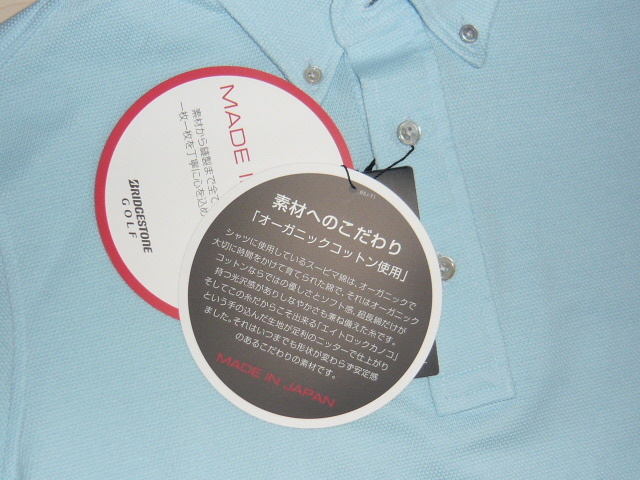 MADE IN
素材から縫製まで全て
一枚一枚を丁寧に心を込め
BRIDGESTONE
GOLF
素材へのこだわり
「オーガニックコットン使用」
シャツに使用しているスーピマ綿は、オーガニックで
大切に時間をかけて育てられた綿で、それはオーガニック
コットンならではの優しさとソフト感、超長綿だけが
持つ光沢感がありしなやかさも兼ね備えた糸です。
そしてこの糸だからこそ出来る「エイトロックカノコ」
という手の込んだ生地が足利のニッターで仕上がり
ました。それはいつまでも形状が変わらず安定感
のあるこだわりの素材です。
MADE IN JAPAN